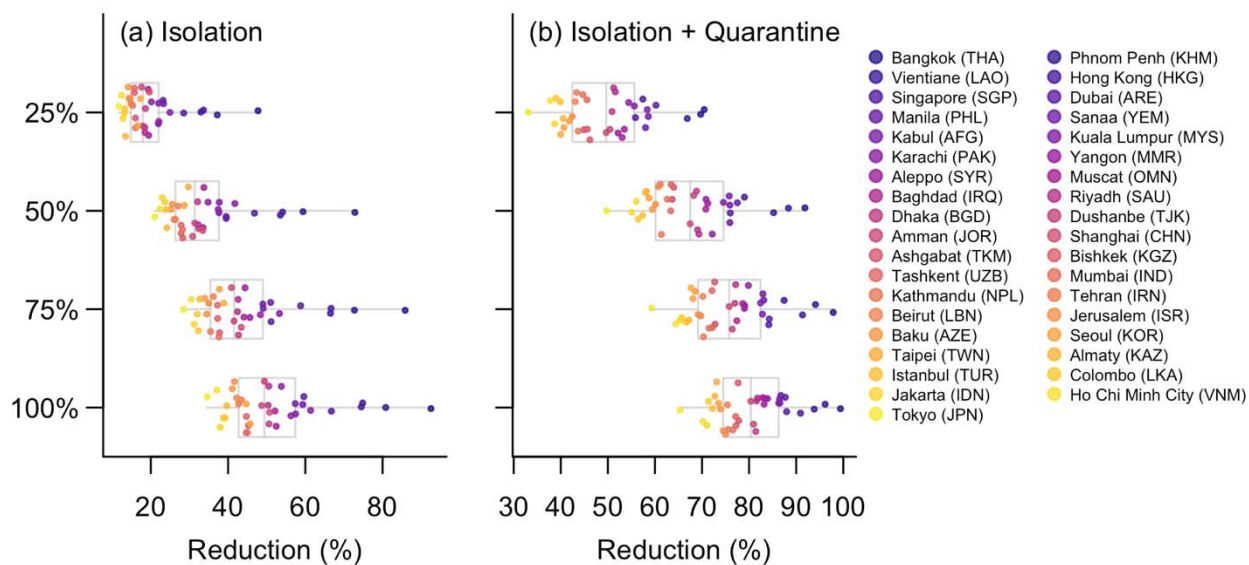 (a) Isolation
(b) Isolation + Quarantine
25%
50%
75%
100%
20 40 60 80
Reduction (%)
33 40 50 60 70 80 90 100
Reduction (%)
Bangkok (THA)
Vientiane (LAO)
Singapore (SGP)
Manila (PHL)
Kabul (AFG)
Karachi (PAK)
Aleppo (SYR)
Baghdad (IRQ)
Dhaka (BGD)
Amman (JOR)
Ashgabat (TKM)
Tashkent (UZB)
Kathmandu (NPL)
Beirut (LBN)
Baku (AZE)
Taipei (TWN)
Istanbul (TUR)
Jakarta (IDN)
Tokyo (JPN)
Phnom Penh (KHM)
Hong Kong (HKG)
Dubai (ARE)
Sanaa (YEM)
Kuala Lumpur (MYS)
Yangon (MMR)
Muscat (OMN)
Riyadh (SAU)
Dushanbe (TJK)
Shanghai (CHN)
Bishkek (KGZ)
Mumbai (IND)
Tehran (IRN)
Jerusalem (ISR)
Seoul (KOR)
Almaty (KAZ)
Colombo (LKA)
Ho Chi Minh City (VNM)